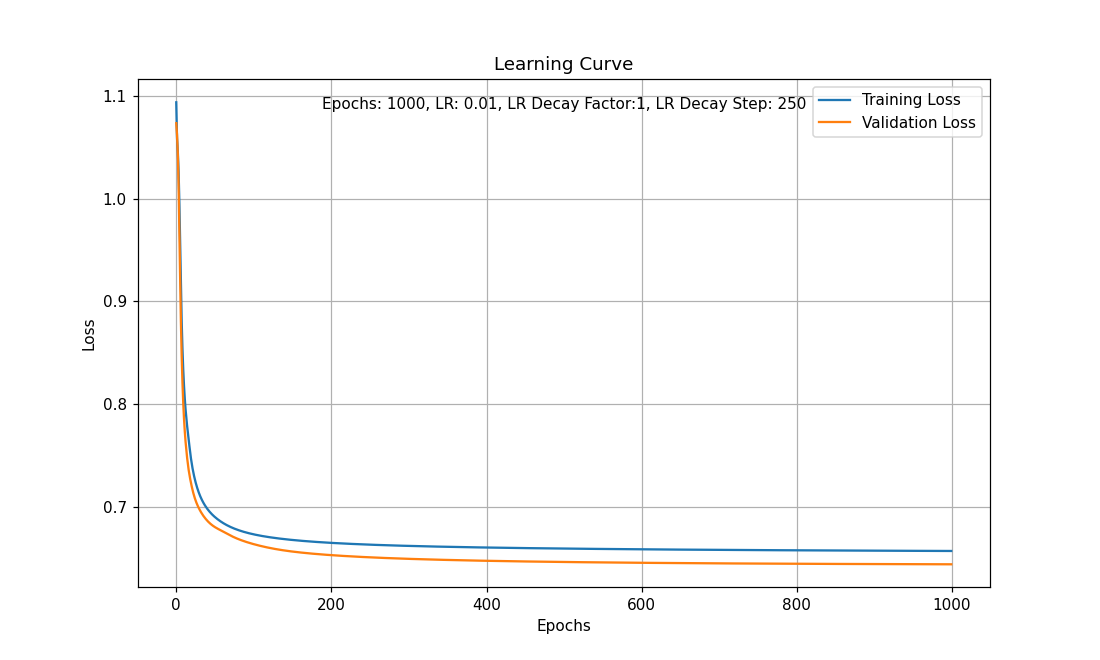 Learning Curve
Epochs: 1000, LR: 0.01, LR Decay Factor:1, LR Decay Step: 250
Training Loss
Validation Loss
1.1
1.0
0.9
0.8
0.7
Loss
0 200 400 600 800 1000
Epochs